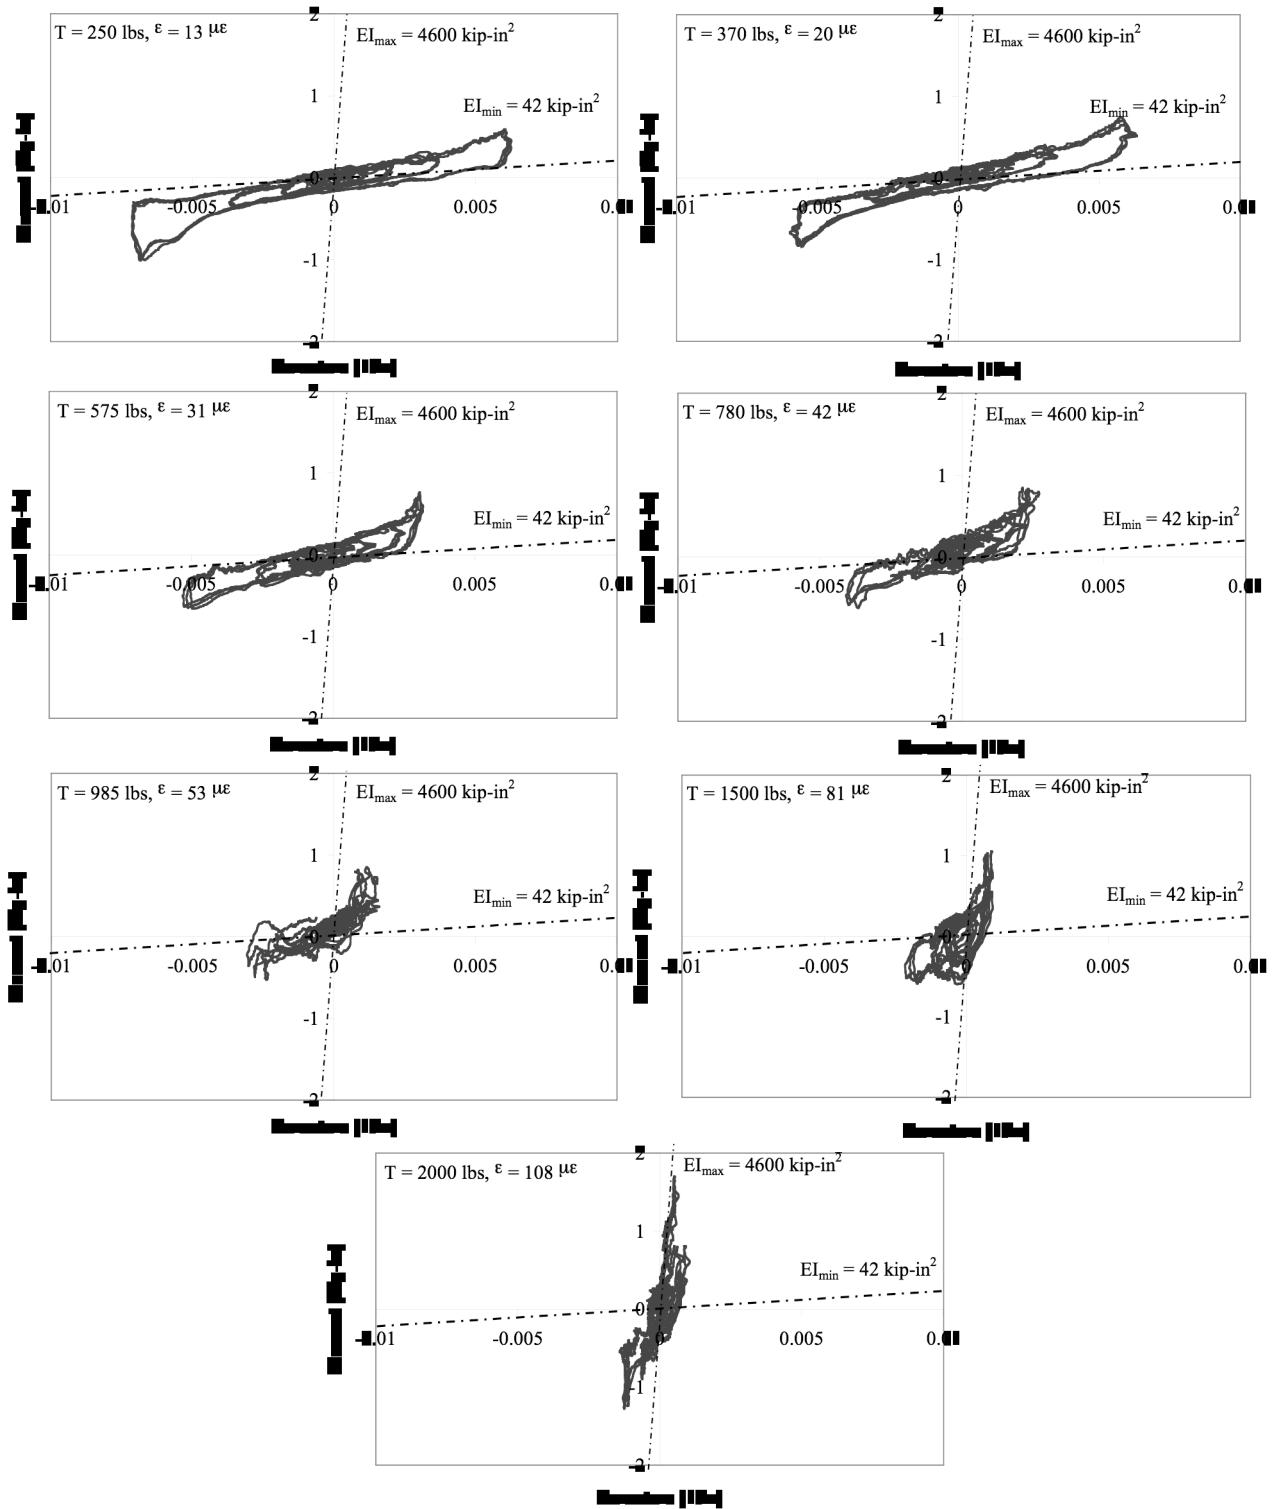 T = 250 lbs, ε = 13 με
EImax = 4600 kip-in²
EImin = 42 kip-in²
2
1
0
-1
-2
-0.005
0
0.005
T = 370 lbs, ε = 20 με
EImax = 4600 kip-in²
EImin = 42 kip-in²
2
1
0
-1
-2
-0.005
0
0.005
T = 575 lbs, ε = 31 με
EImax = 4600 kip-in²
EImin = 42 kip-in²
2
1
0
-1
-2
-0.005
0
0.005
T = 780 lbs, ε = 42 με
EImax = 4600 kip-in²
EImin = 42 kip-in²
2
1
0
-1
-2
-0.005
0
0.005
T = 985 lbs, ε = 53 με
EImax = 4600 kip-in²
EImin = 42 kip-in²
2
1
0
-1
-2
-0.005
0
0.005
T = 1500 lbs, ε = 81 με
EImax = 4600 kip-in²
EImin = 42 kip-in²
2
1
0
-1
-2
-0.005
0
0.005
T = 2000 lbs, ε = 108 με
EImax = 4600 kip-in²
EImin = 42 kip-in²
2
1
0
-1
-2
-0.005
0
0.005